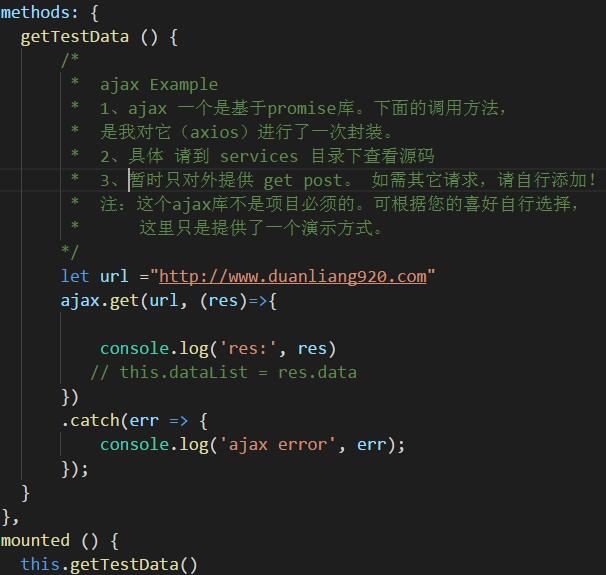 methods: {
getTestData () {
/*
* ajax Example
* 1、ajax 一个是基于promise库。下面的调用方法，
* 是我对它（axios）进行了一次封装。
* 2、具体 请到 services 目录下查看源码
* 3、暂时只对外提供 get post。 如需其它请求，请自行添加！
* 注：这个ajax库不是项目必须的。可根据您的喜好自行选择，
* 这里只是提供了一个演示方式。
*/
let url ="http://www.duanliang920.com"
ajax.get(url, (res)=>{
console.log('res:', res)
// this.dataList = res.data
})
.catch(err => {
console.log('ajax error', err);
});
}
},
mounted () {
this.getTestData()